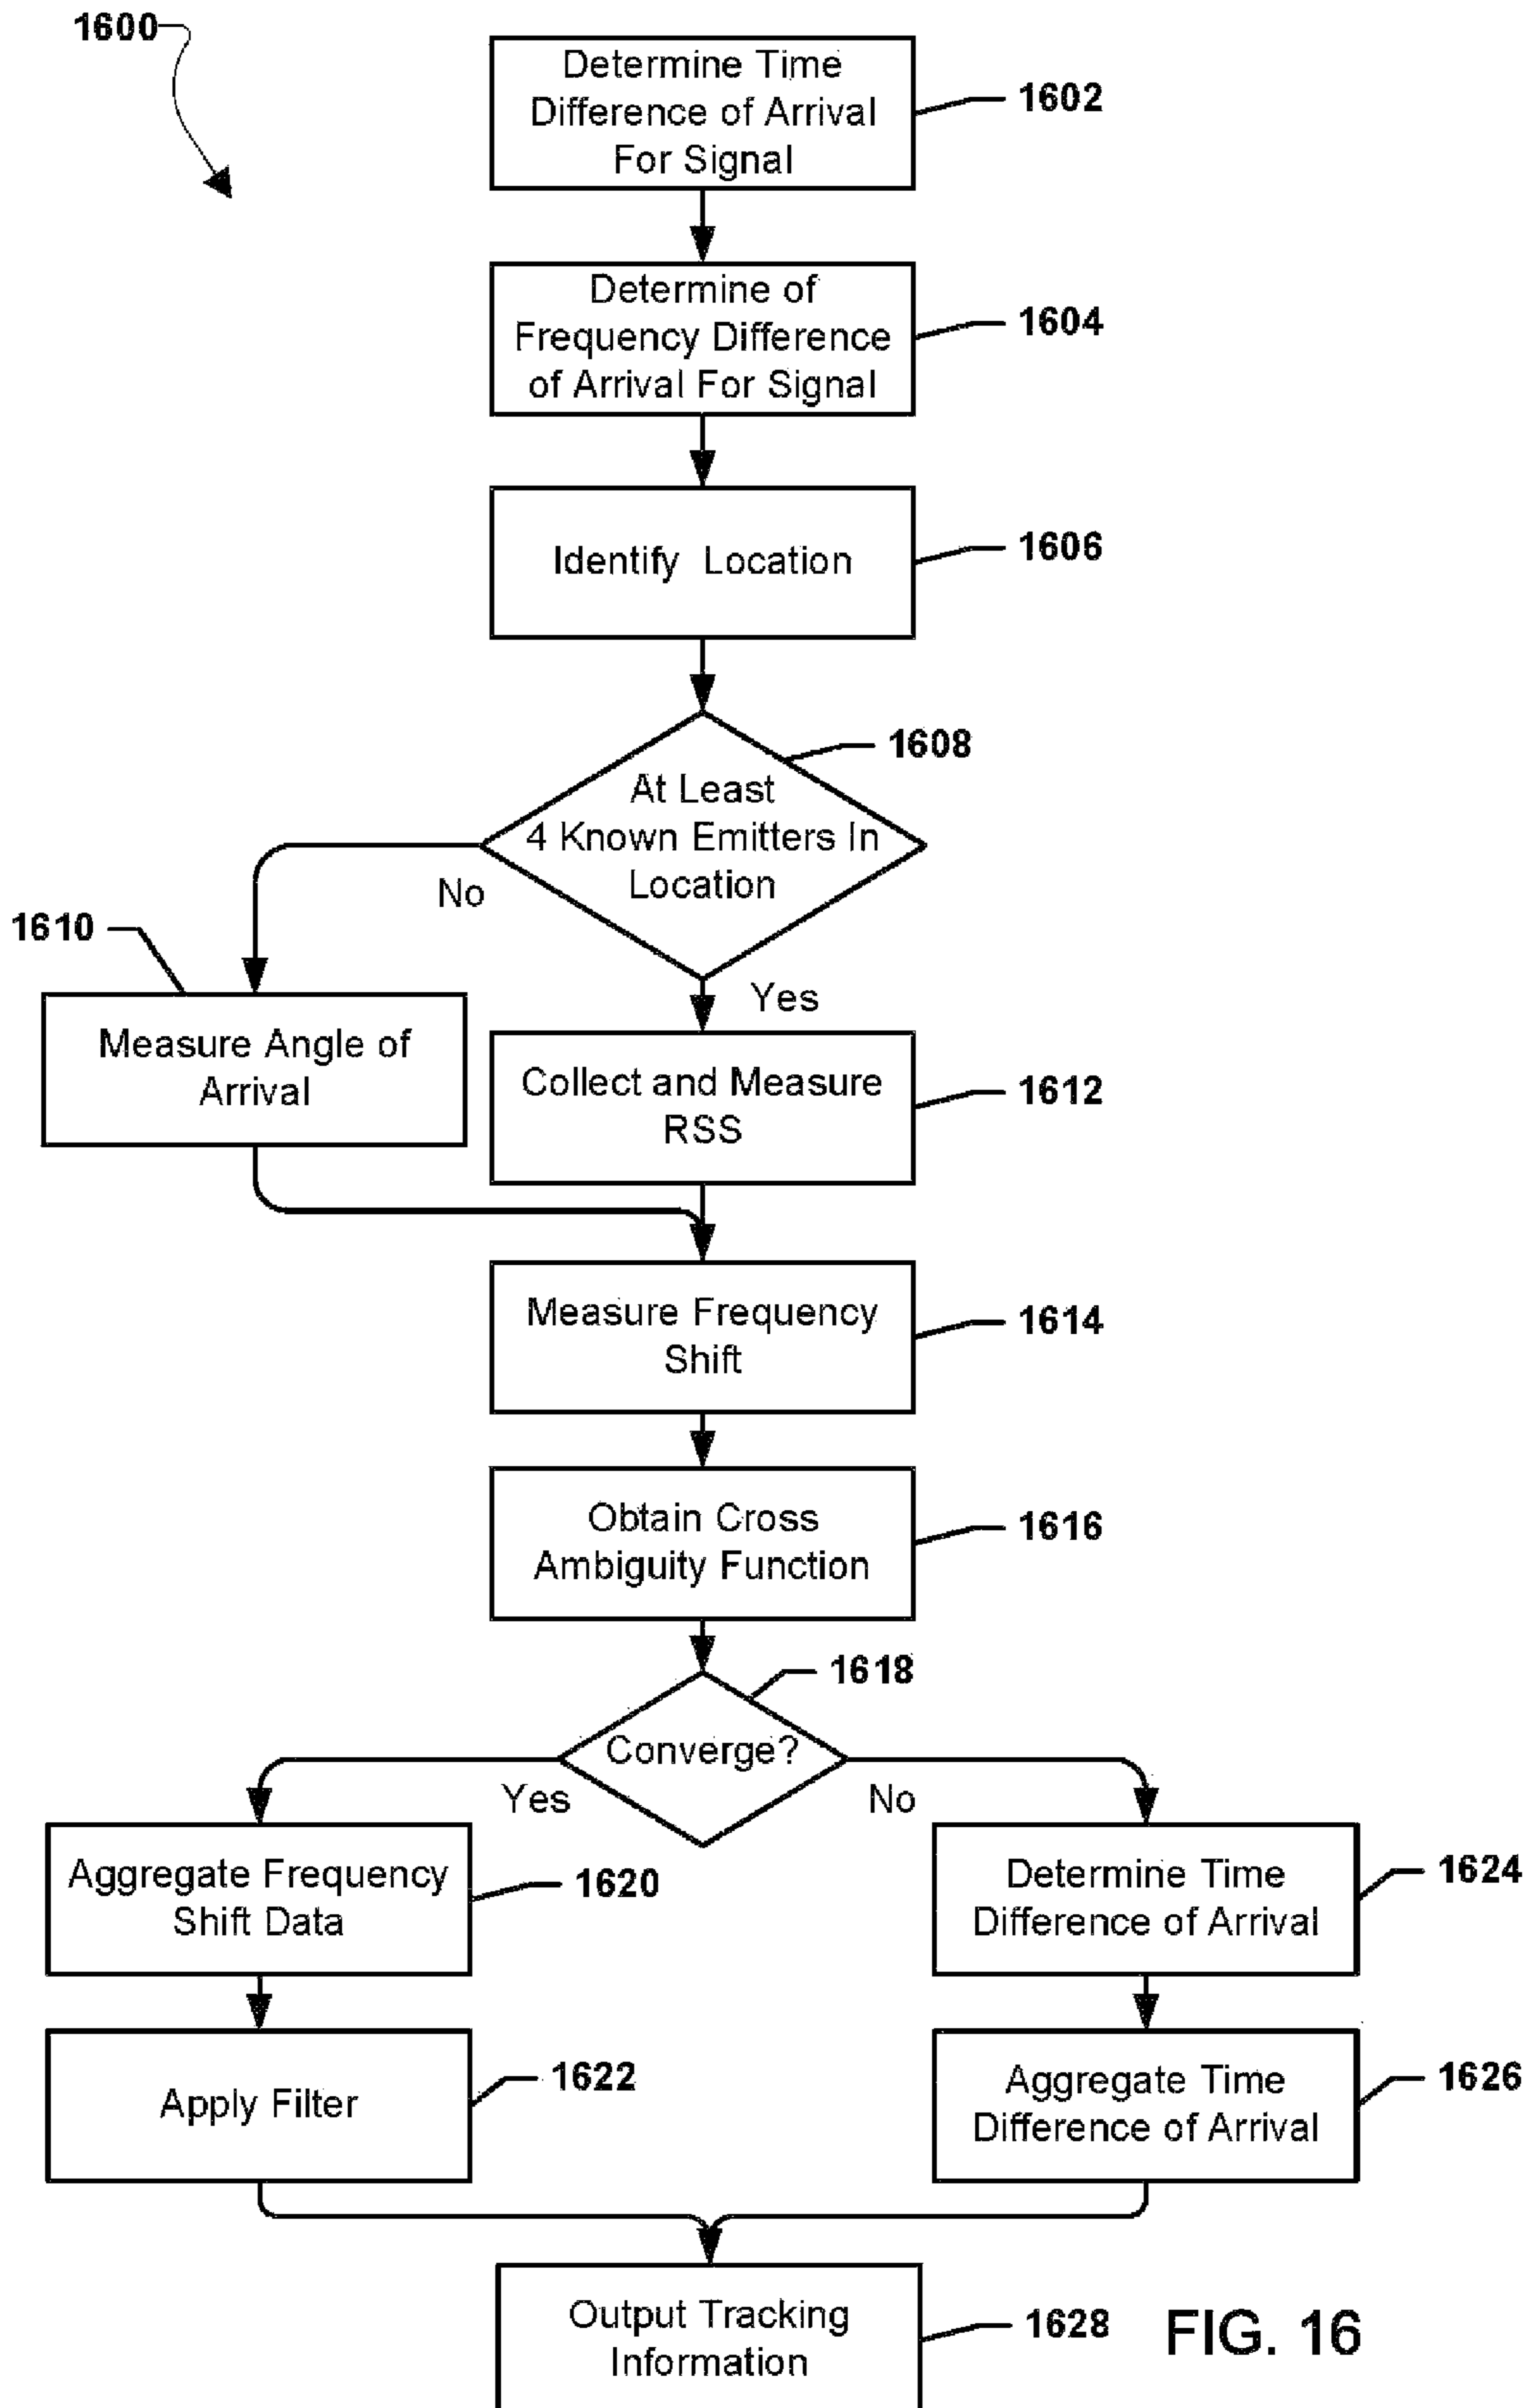 1600
Determine Time
Difference of Arrival
For Signal
1602
Determine of
Frequency Difference
of Arrival For Signal
1604
Identify Location
1606
1608
At Least
4 Known Emitters In
Location
No
1610
Yes
Measure Angle of
Arrival
Collect and Measure
RSS
1612
Measure Frequency
Shift
1614
Obtain Cross
Ambiguity Function
1616
1618
Converge?
Yes
No
Aggregate Frequency
Shift Data
1620
Determine Time
Difference of Arrival
1624
Apply Filter
1622
Aggregate Time
Difference of Arrival
1626
Output Tracking
Information
1628
FIG. 16